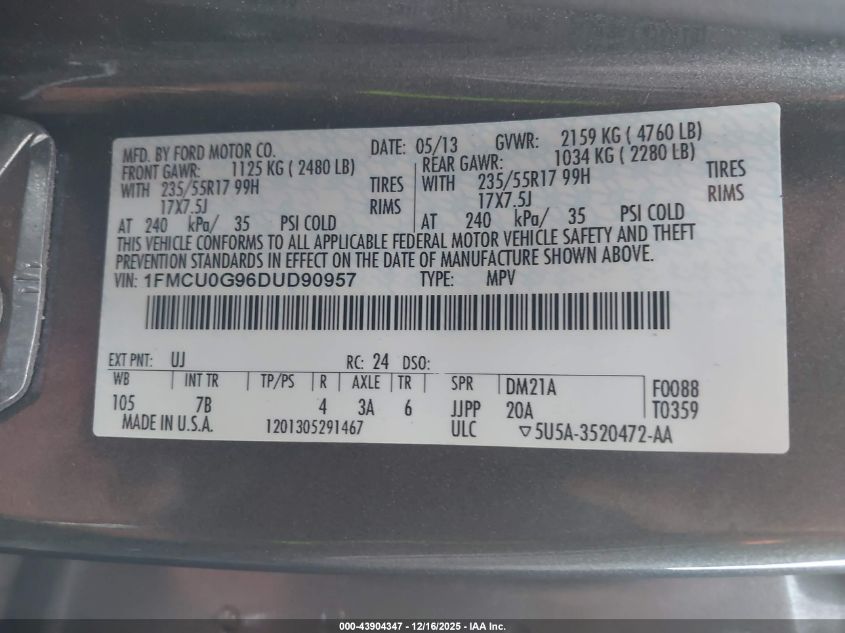 MFD. BY FORD MOTOR CO. DATE: 05/13 GVWR: 2159 KG ( 4760 LB)
FRONT GAWR: 1125 KG ( 2480 LB) REAR GAWR: 1034 KG ( 2280 LB)
WITH 235/55R17 99H TIRES WITH 235/55R17 99H TIRES
17X7.5J RIMS 17X7.5J RIMS
AT 240 kPa/ 35 PSI COLD AT 240 kPa/ 35 PSI COLD
THIS VEHICLE CONFORMS TO ALL APPLICABLE FEDERAL MOTOR VEHICLE SAFETY AND THEFT
PREVENTION STANDARDS IN EFFECT ON THE DATE OF MANUFACTURE SHOWN ABOVE.
VIN: 1FMCU0G96DUD90957 TYPE: MPV
EXT PNT: UJ RC: 24 DSO:
WB INT TR TP/PS R AXLE TR SPR DM21A F0088
105 7B 4 3A 6 JJPP 20A T0359
MADE IN U.S.A. 1201305291467 ULC ▽5U5A-3520472-AA
000-43904347 - 12/16/2025 - IAA Inc.